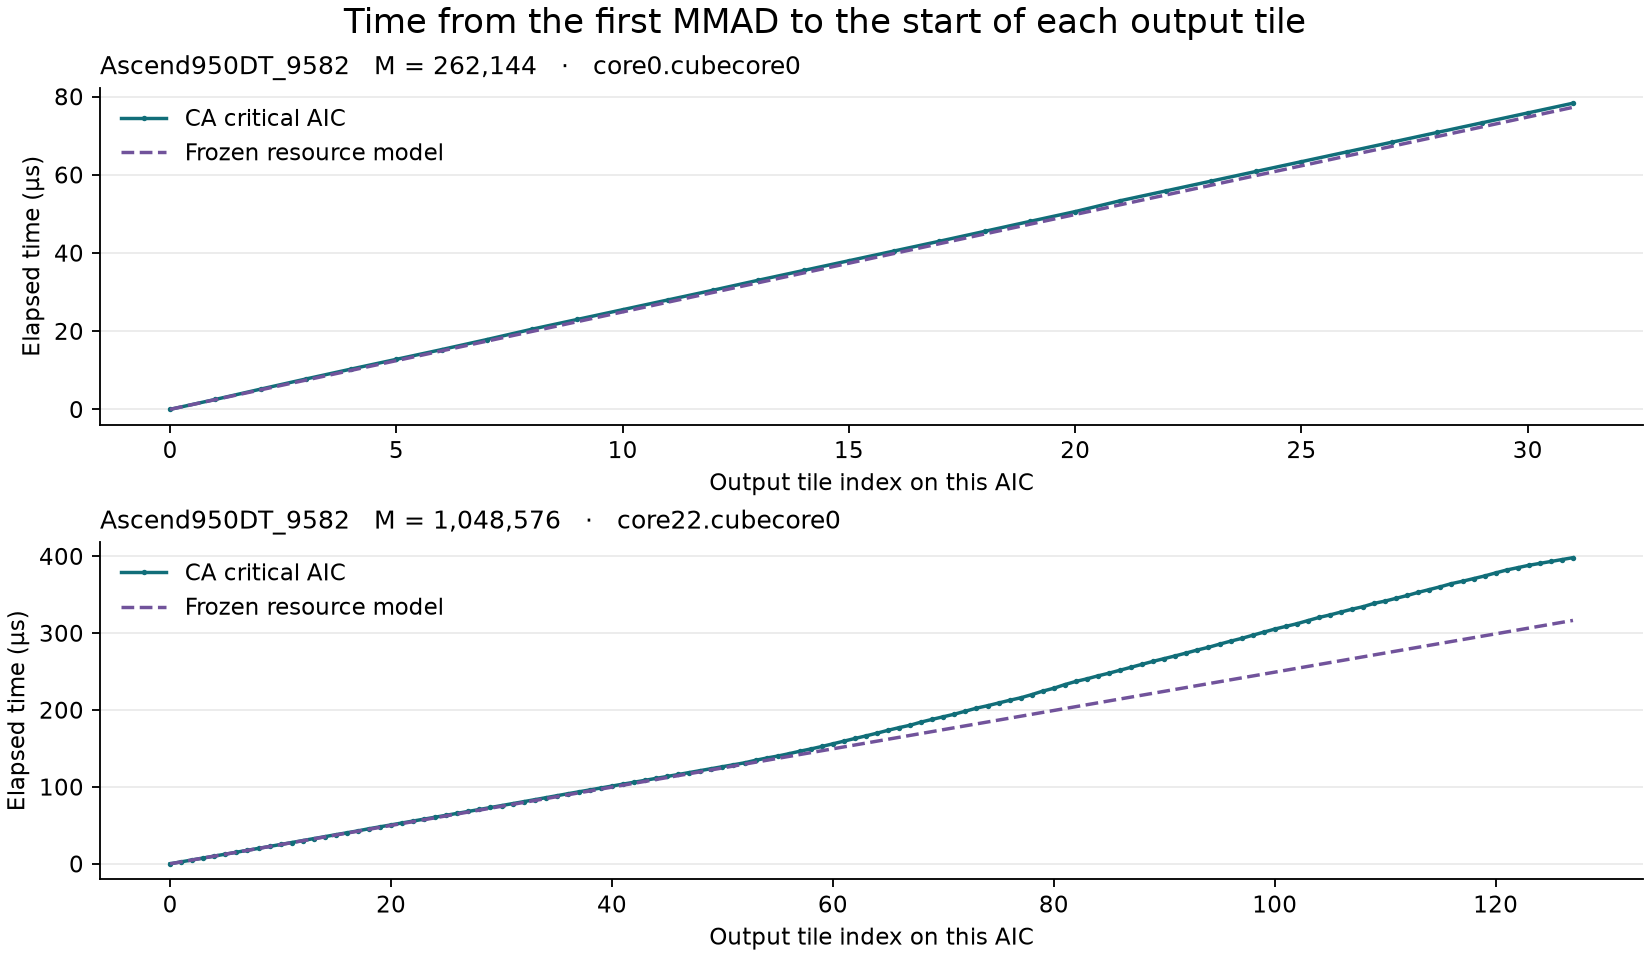 Time from the first MMAD to the start of each output tile
Ascend950DT_9582   M = 262,144   ·   core0.cubecore0
CA critical AIC
Frozen resource model
80
60
40
20
0
Elapsed time (µs)
0 5 10 15 20 25 30
Output tile index on this AIC
Ascend950DT_9582   M = 1,048,576   ·   core22.cubecore0
CA critical AIC
Frozen resource model
400
300
200
100
0
Elapsed time (µs)
0 20 40 60 80 100 120
Output tile index on this AIC